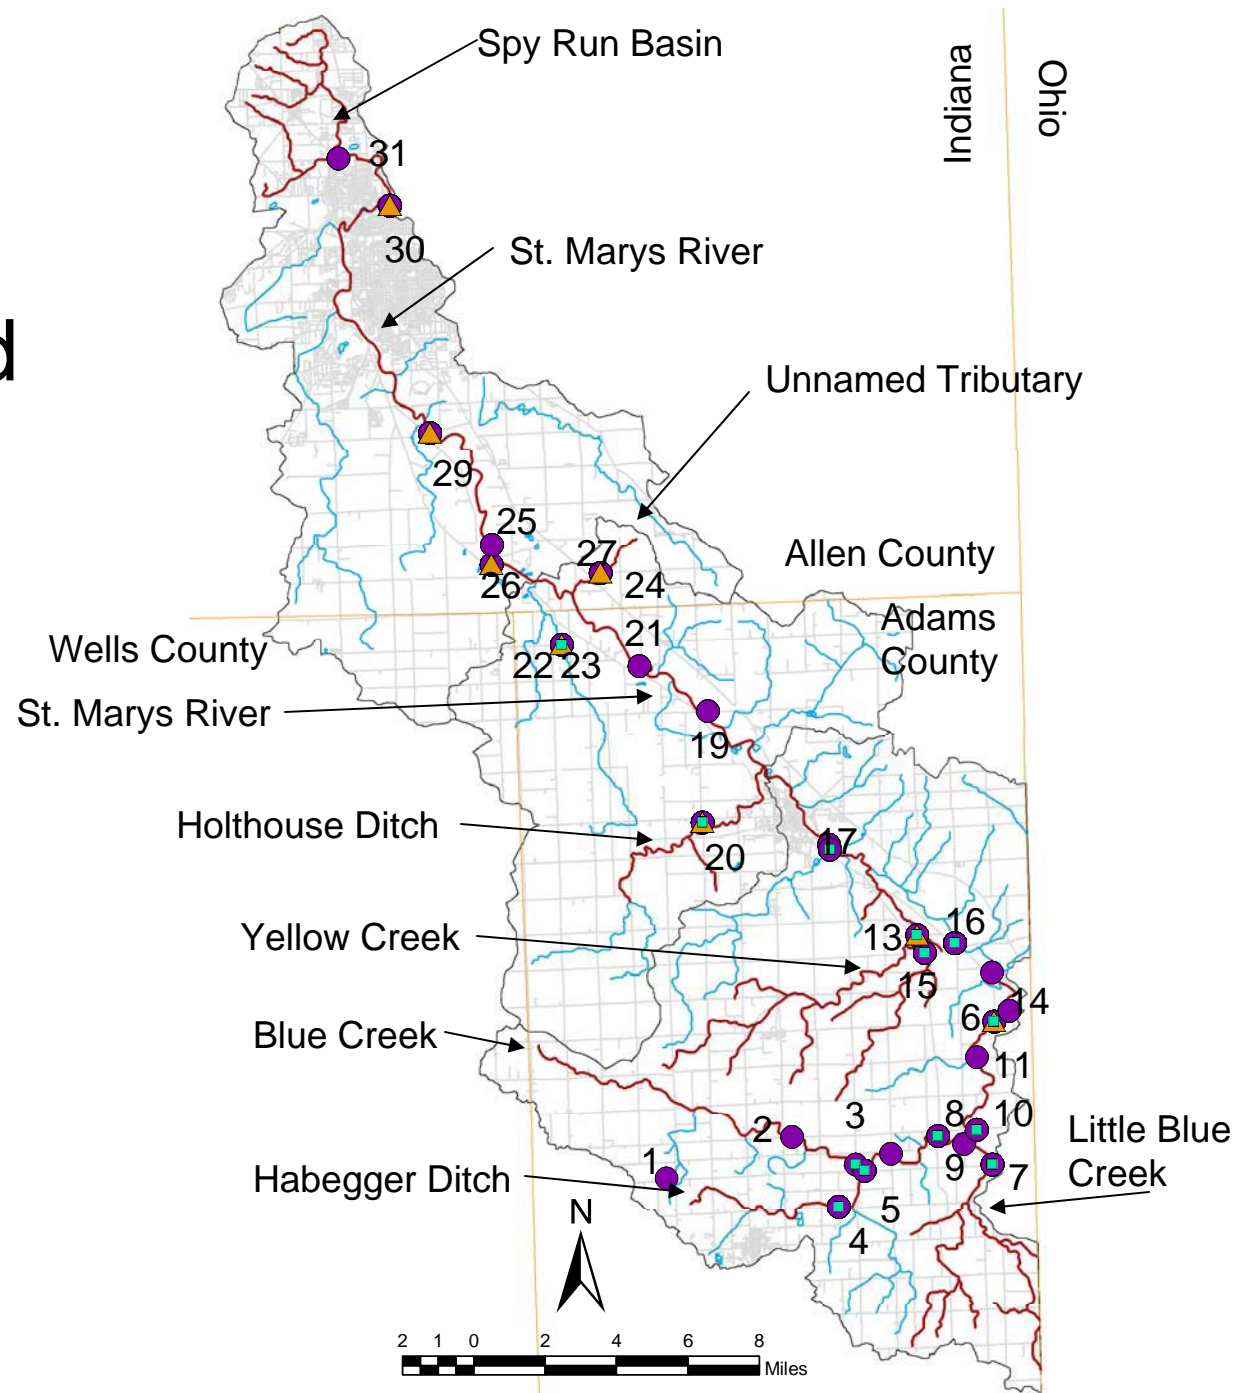 Spy Run Basin
Indiana
Ohio
31
30
St. Marys River
d
Unnamed Tributary
29
25
27
Allen County
26
24
Adams
County
21
Wells County
22
23
St. Marys River
19
Holthouse Ditch
17
20
16
Yellow Creek
13
15
14
6
Blue Creek
11
3
8
10
Little Blue
Creek
2
1
9
7
Habegger Ditch
5
N
4
2 1 0 2 4 6 8
Miles